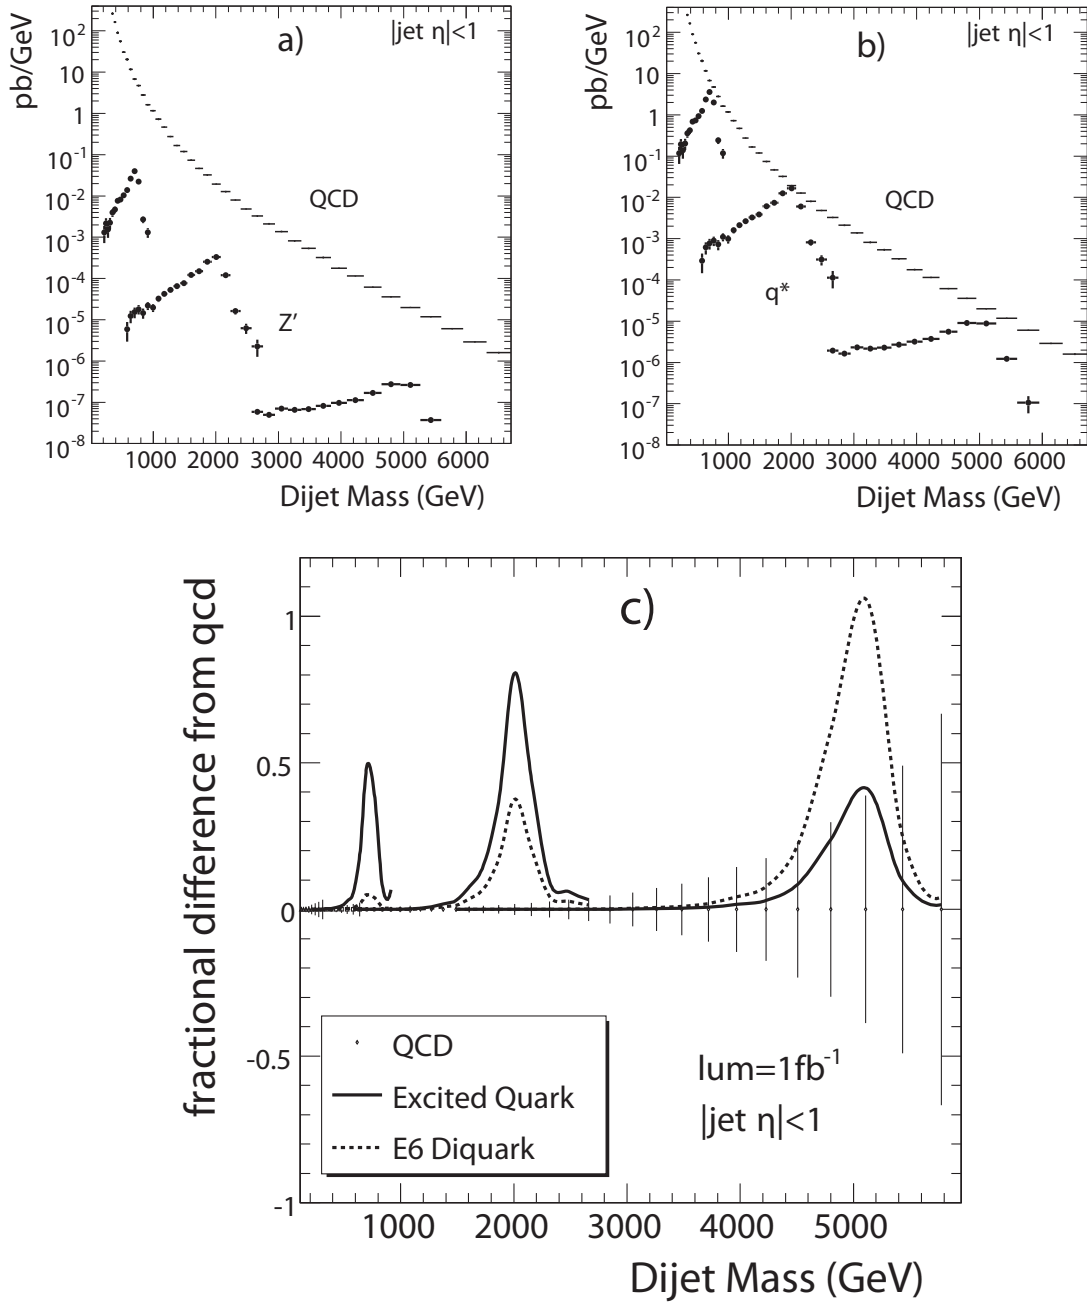 a)
|jet η|<1
pb/GeV
10²
10
1
10⁻¹
10⁻²
10⁻³
10⁻⁴
10⁻⁵
10⁻⁶
10⁻⁷
10⁻⁸
QCD
Z′
1000 2000 3000 4000 5000 6000
Dijet Mass (GeV)
b)
|jet η|<1
pb/GeV
10²
10
1
10⁻¹
10⁻²
10⁻³
10⁻⁴
10⁻⁵
10⁻⁶
10⁻⁷
10⁻⁸
QCD
q*
1000 2000 3000 4000 5000 6000
Dijet Mass (GeV)
c)
fractional difference from qcd
1
0.5
0
-0.5
-1
QCD
Excited Quark
E6 Diquark
lum=1fb⁻¹
|jet η|<1
1000 2000 3000 4000 5000
Dijet Mass (GeV)